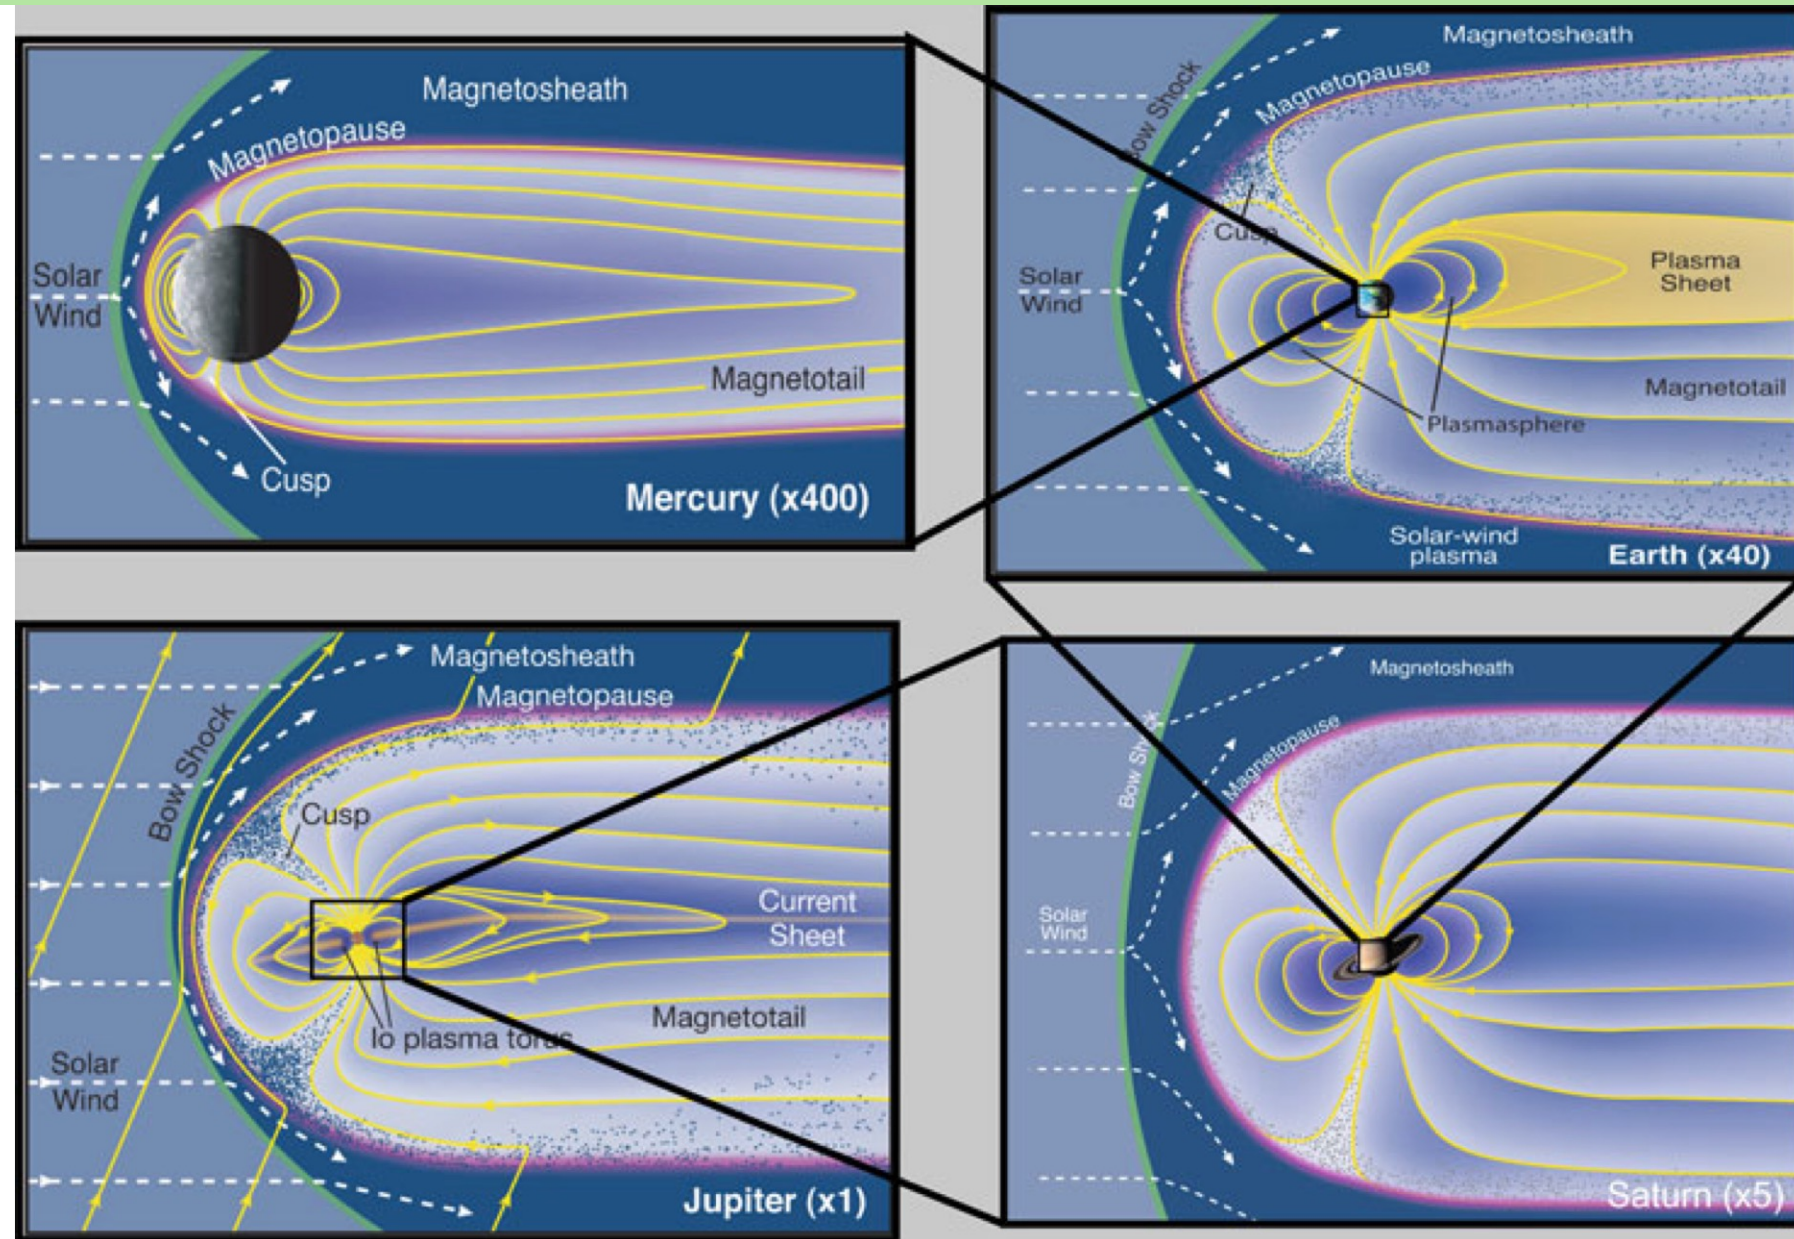 Magnetosheath
Magnetopause
Solar
Wind
Magnetotail
Cusp
Mercury (x400)
Magnetosheath
Magnetopause
Bow Shock
Cusp
Solar
Wind
Plasma
Sheet
Magnetotail
Plasmasphere
Solar-wind
plasma
Earth (x40)
Magnetosheath
Magnetopause
Bow Shock
Cusp
Current
Sheet
Io plasma torus
Magnetotail
Solar
Wind
Jupiter (x1)
Magnetosheath
Magnetopause
Bow Shock
Solar
Wind
Saturn (x5)